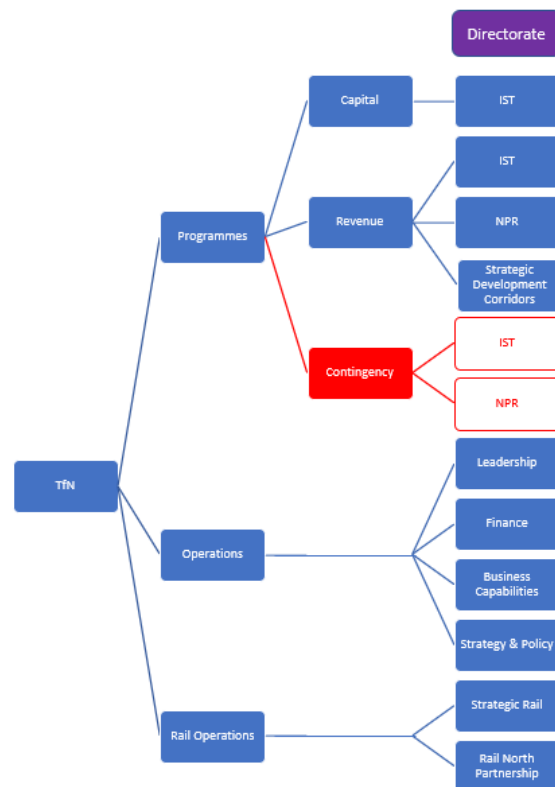 Directorate
Capital
IST
IST
Programmes
Revenue
NPR
Strategic
Development
Corridors
IST
Contingency
NPR
Leadership
TfN
Finance
Operations
Business
Capabilities
Strategy & Policy
Strategic Rail
Rail Operations
Rail North
Partnership